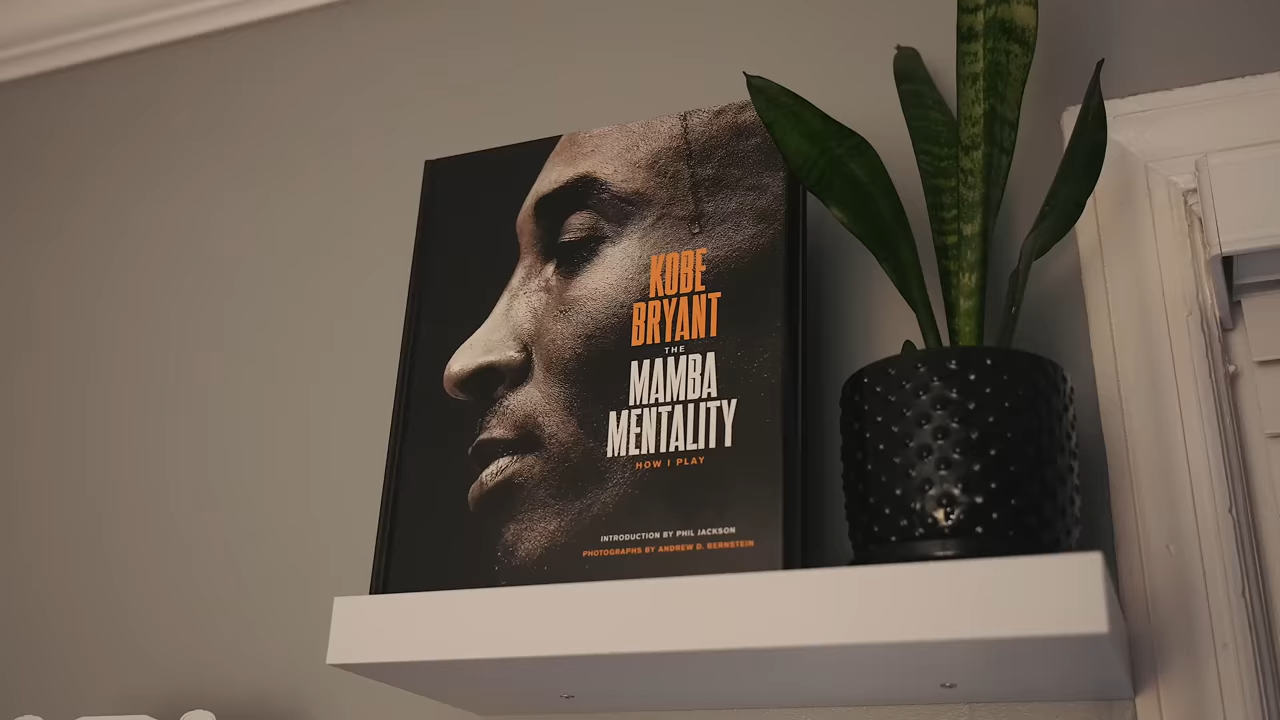 KOBE
BRYANT
THE
MAMBA
MENTALITY
HOW I PLAY
INTRODUCTION BY PHIL JACKSON
PHOTOGRAPHS BY ANDREW D. BERNSTEIN